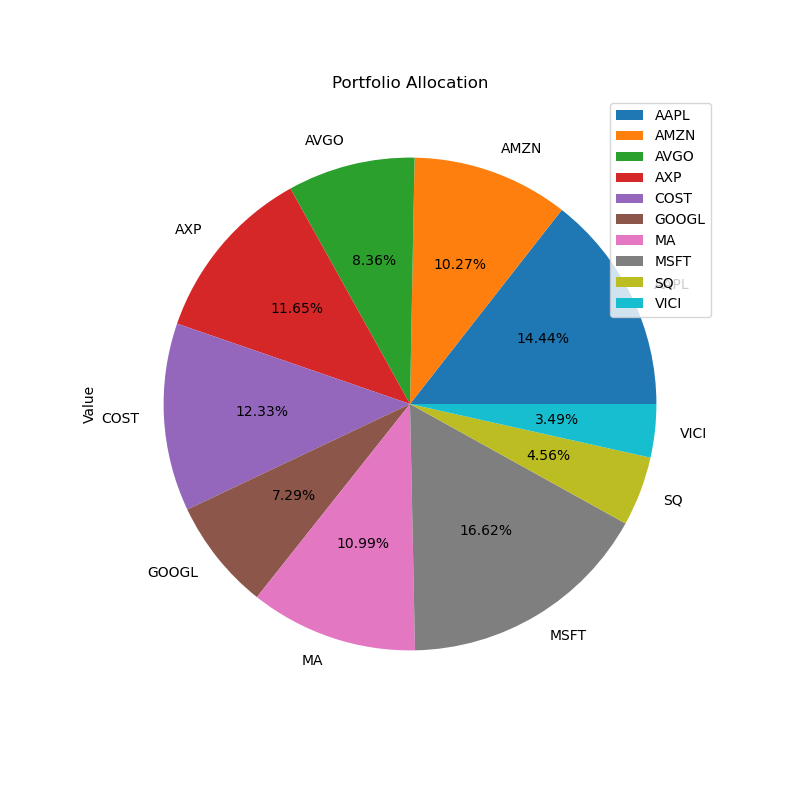 Portfolio Allocation
AAPL
AMZN
AVGO
AXP
COST
GOOGL
MA
MSFT
SQ
VICI
AVGO
AMZN
AXP
AAPL
8.36%
10.27%
11.65%
14.44%
Value
COST
12.33%
3.49%
VICI
4.56%
7.29%
SQ
16.62%
10.99%
GOOGL
MSFT
MA